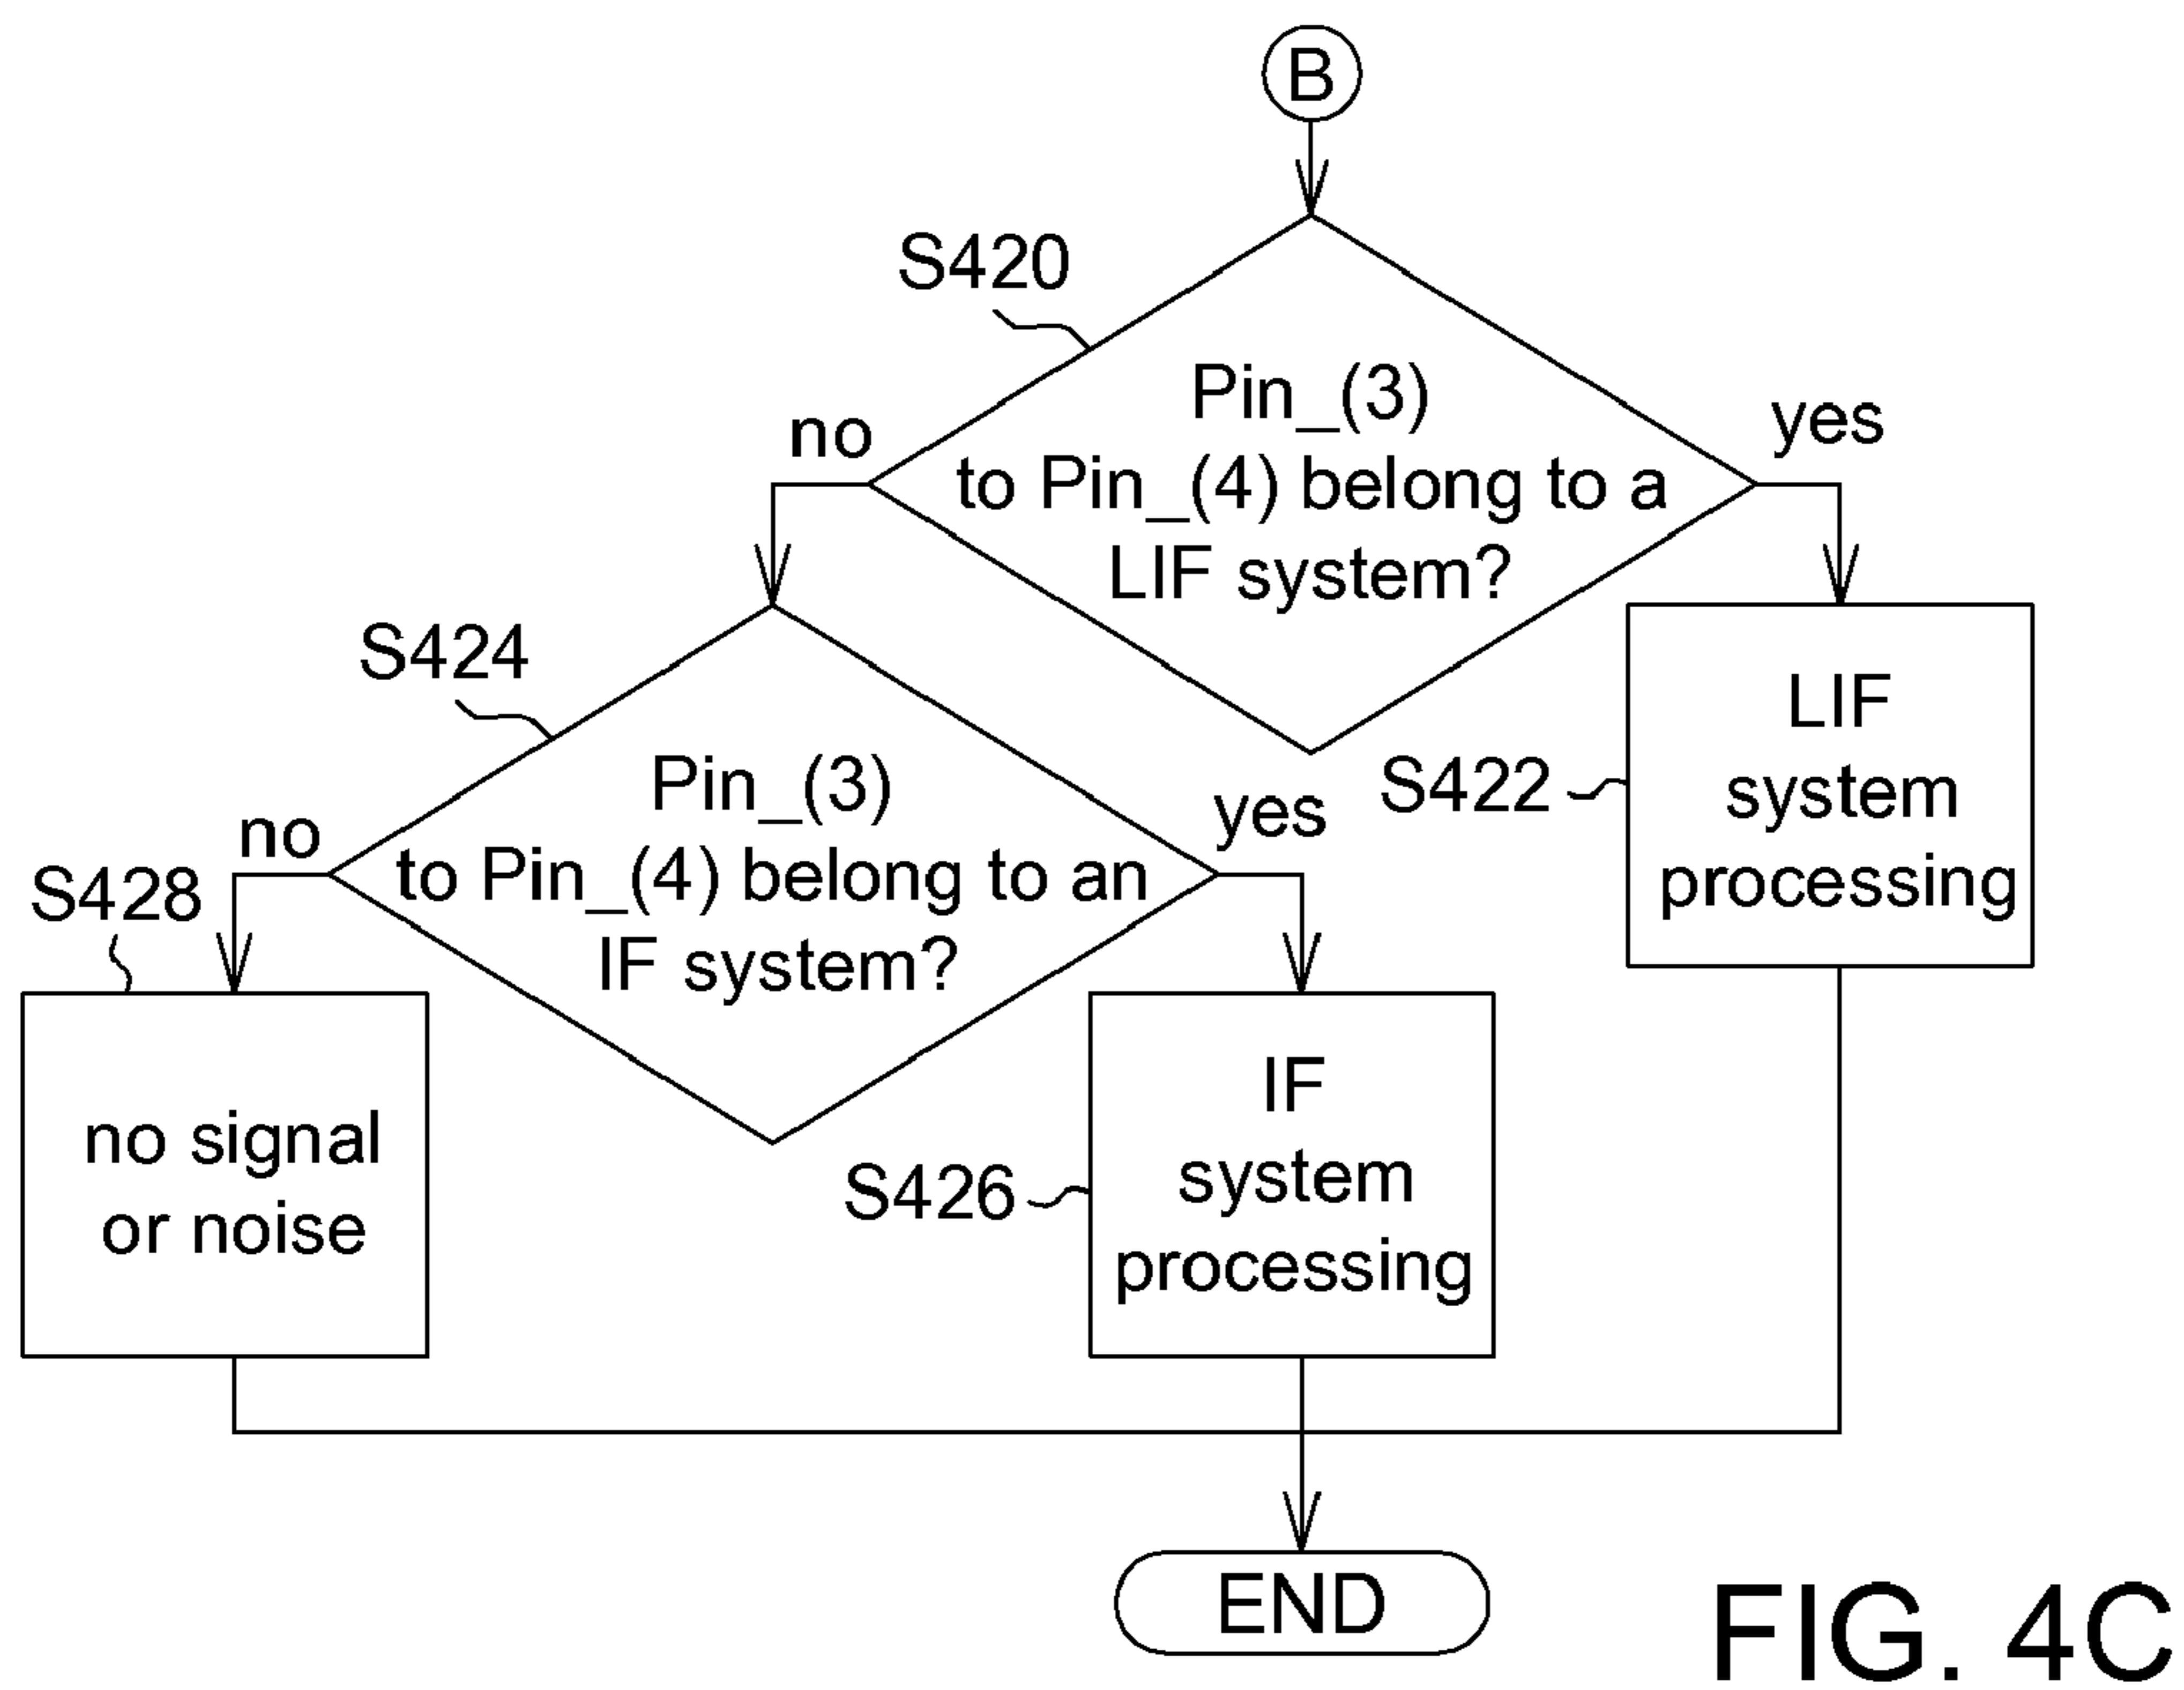 B
S420
Pin_(3)
to Pin_(4) belong to a
LIF system?
no
yes
S424
Pin_(3)
to Pin_(4) belong to an
IF system?
no
yes
S422
LIF
system
processing
S428
no signal
or noise
S426
IF
system
processing
END
FIG. 4C